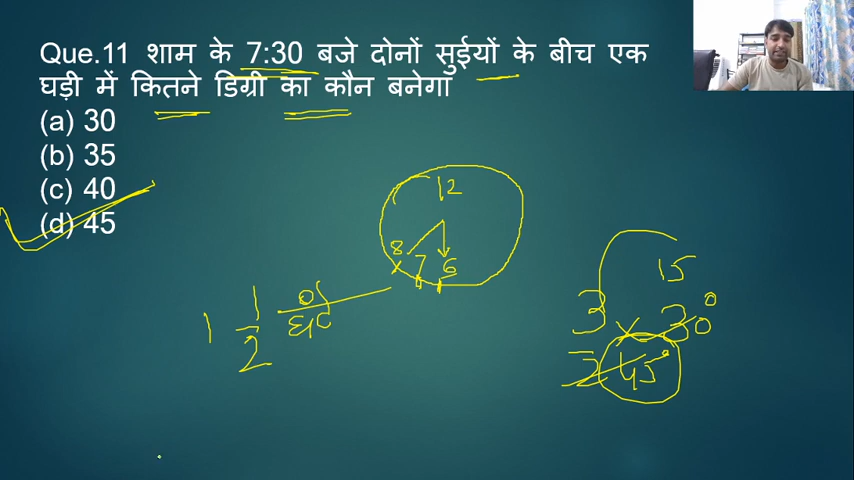 Que.11 शाम के 7:30 बजे दोनों सुईयों के बीच एक
घड़ी में कितने डिग्री का कौन बनेगा
(a) 30
(b) 35
(c) 40
(d) 45
12
8
7
6
1 1/2
15
3 × 30°
2
45°